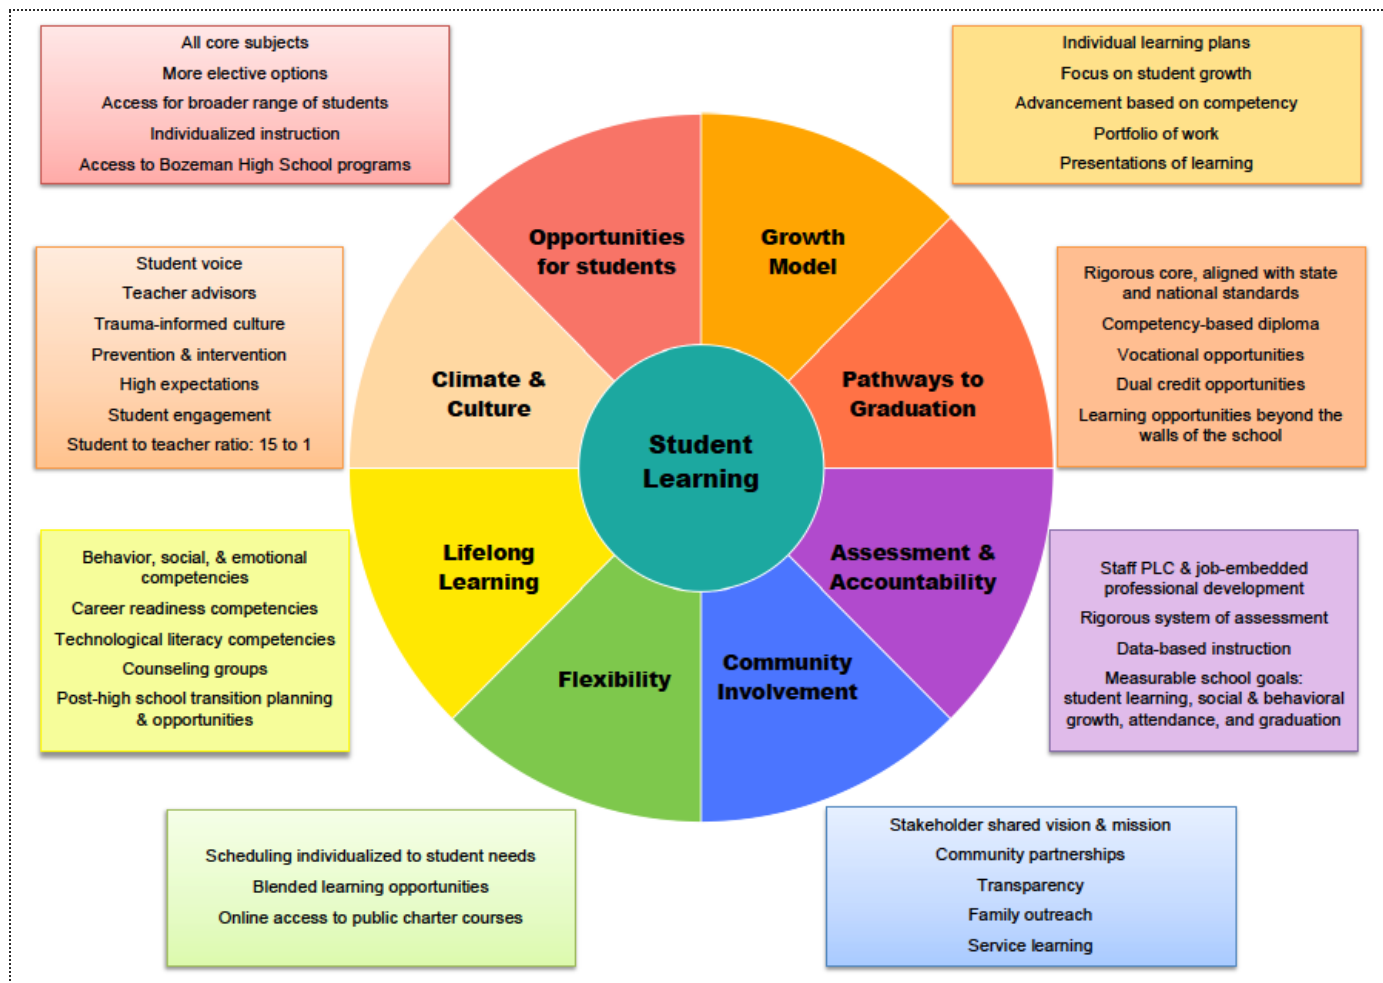 All core subjects
More elective options
Access for broader range of students
Individualized instruction
Access to Bozeman High School programs
Individual learning plans
Focus on student growth
Advancement based on competency
Portfolio of work
Presentations of learning
Opportunities
for students
Growth
Model
Student voice
Teacher advisors
Trauma-informed culture
Prevention & intervention
High expectations
Student engagement
Student to teacher ratio: 15 to 1
Climate &
Culture
Pathways to
Graduation
Rigorous core, aligned with state
and national standards
Competency-based diploma
Vocational opportunities
Dual credit opportunities
Learning opportunities beyond the
walls of the school
Student
Learning
Behavior, social, & emotional
competencies
Career readiness competencies
Technological literacy competencies
Counseling groups
Post-high school transition planning
& opportunities
Lifelong
Learning
Assessment &
Accountability
Staff PLC & job-embedded
professional development
Rigorous system of assessment
Data-based instruction
Measurable school goals:
student learning, social & behavioral
growth, attendance, and graduation
Flexibility
Community
Involvement
Scheduling individualized to student needs
Blended learning opportunities
Online access to public charter courses
Stakeholder shared vision & mission
Community partnerships
Transparency
Family outreach
Service learning